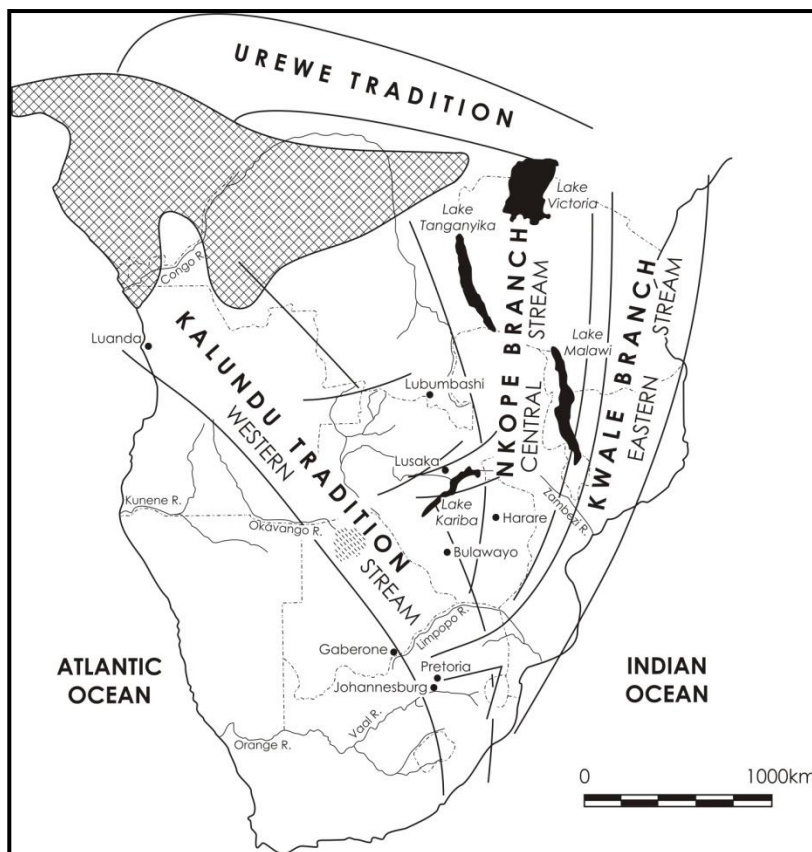 UREWE TRADITION
Lake
Victoria
Lake
Tanganyika
NKOPE BRANCH
CENTRAL STREAM
KWALE BRANCH
EASTERN STREAM
Congo R.
Luanda
KALUNDU TRADITION
WESTERN STREAM
Lubumbashi
Lake
Malawi
Lusaka
Lake
Kariba
Harare
Zambezi R.
Kunene R.
Okavango R.
Bulawayo
Limpopo R.
Gaberone
Pretoria
Johannesburg
Vaal R.
Orange R.
ATLANTIC
OCEAN
INDIAN
OCEAN
0 1000km